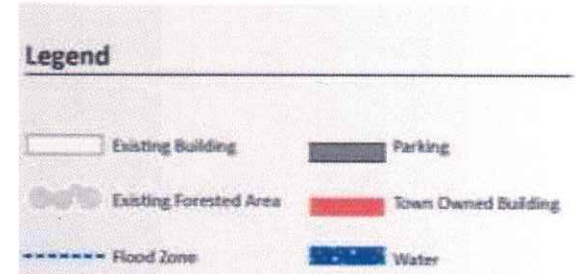 Legend
Existing Building
Parking
Existing Forested Area
Town Owned Building
Flood Zone
Water